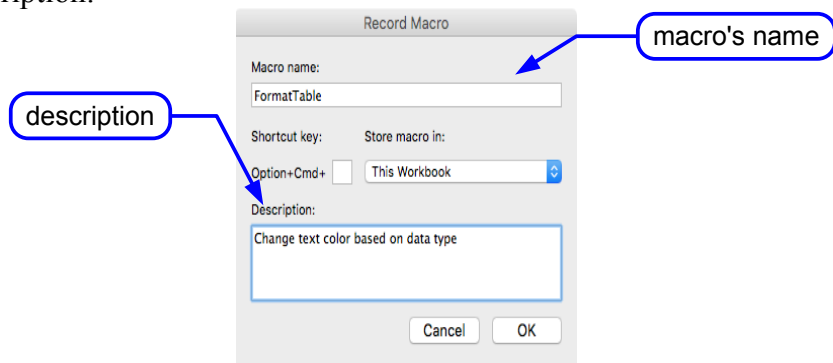 Record Macro
macro's name
Macro name:
FormatTable
description
Shortcut key: Store macro in:
Option+Cmd+ This Workbook
Description:
Change text color based on data type
Cancel OK